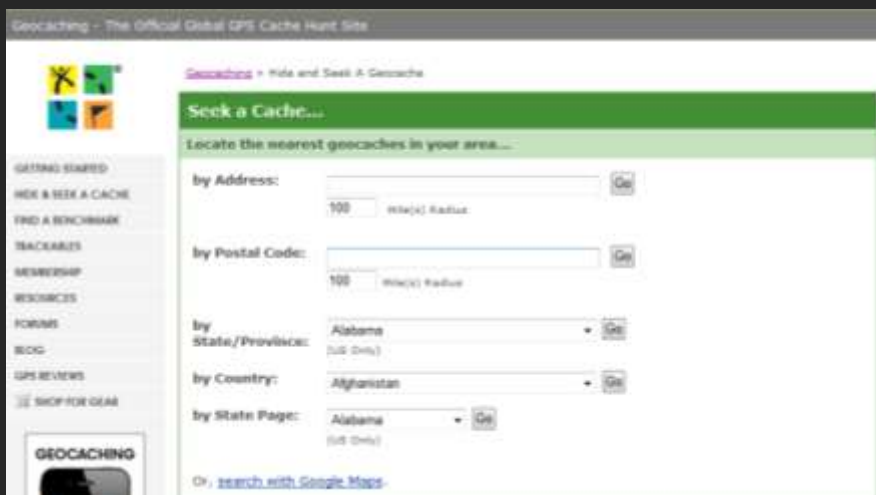 Geocaching - The Official Global GPS Cache Hunt Site
Geocaching > Hide and Seek A Geocache
Seek a Cache...
Locate the nearest geocaches in your area...
GETTING STARTED
HIDE & SEEK A CACHE
FIND A BENCHMARK
TRACKABLES
MEMBERSHIP
RESOURCES
FORUMS
BLOG
GPS REVIEWS
SHOP FOR GEAR
GEOCACHING
by Address:
Go
100 Mile(s) Radius
by Postal Code:
Go
100 Mile(s) Radius
by State/Province:
Alabama
Go
(US Only)
by Country:
Afghanistan
Go
by State Page:
Alabama
Go
(US Only)
Or, search with Google Maps.